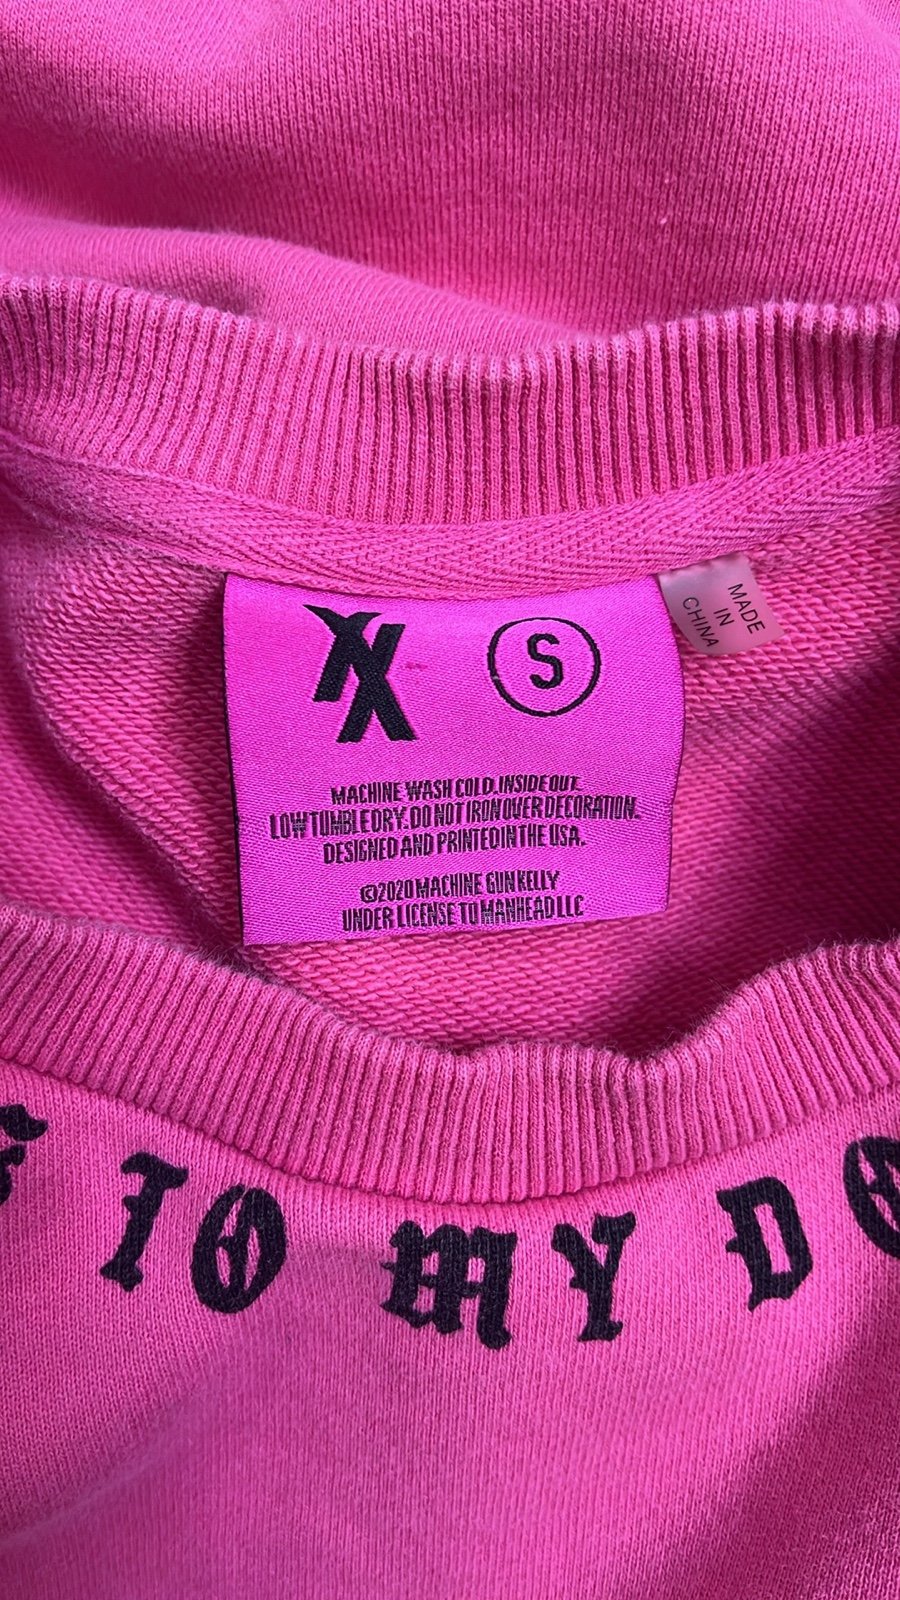 XX
S
MADE
IN
CHINA
MACHINE WASH COLD. INSIDE OUT.
LOW TUMBLE DRY. DO NOT IRON OVER DECORATION.
DESIGNED AND PRINTED IN THE USA.
©2020 MACHINE GUN KELLY
UNDER LICENSE TO MANHEAD LLC
TO MY DO